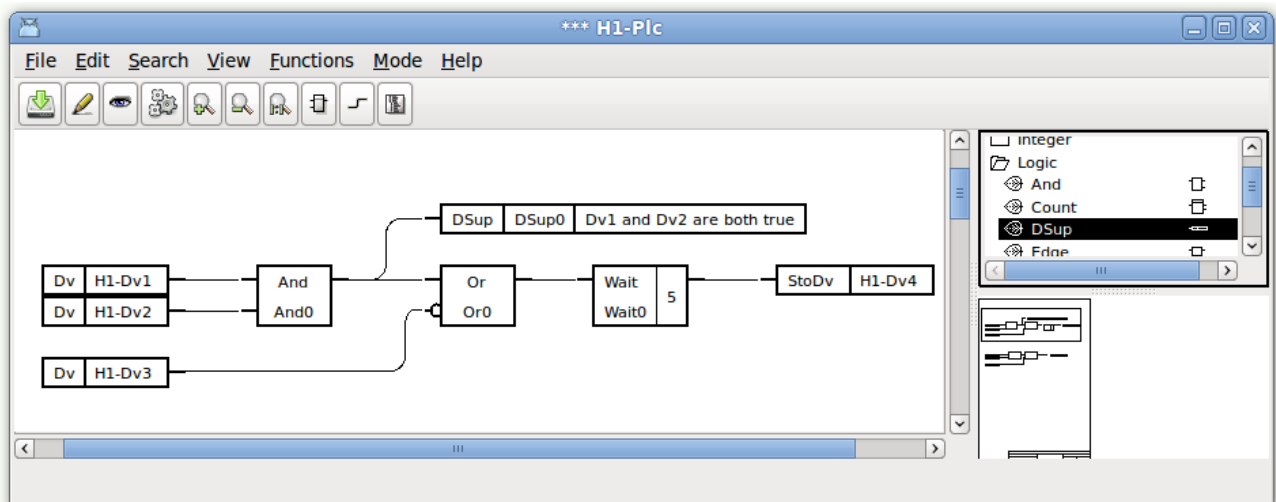 *** H1-Plc
File Edit Search View Functions Mode Help
Integer
Logic
And
Count
DSup
Edge
DSup DSup0 Dv1 and Dv2 are both true
Dv H1-Dv1
Dv H1-Dv2
And
And0
Or
Or0
Wait
Wait0
5
StoDv H1-Dv4
Dv H1-Dv3